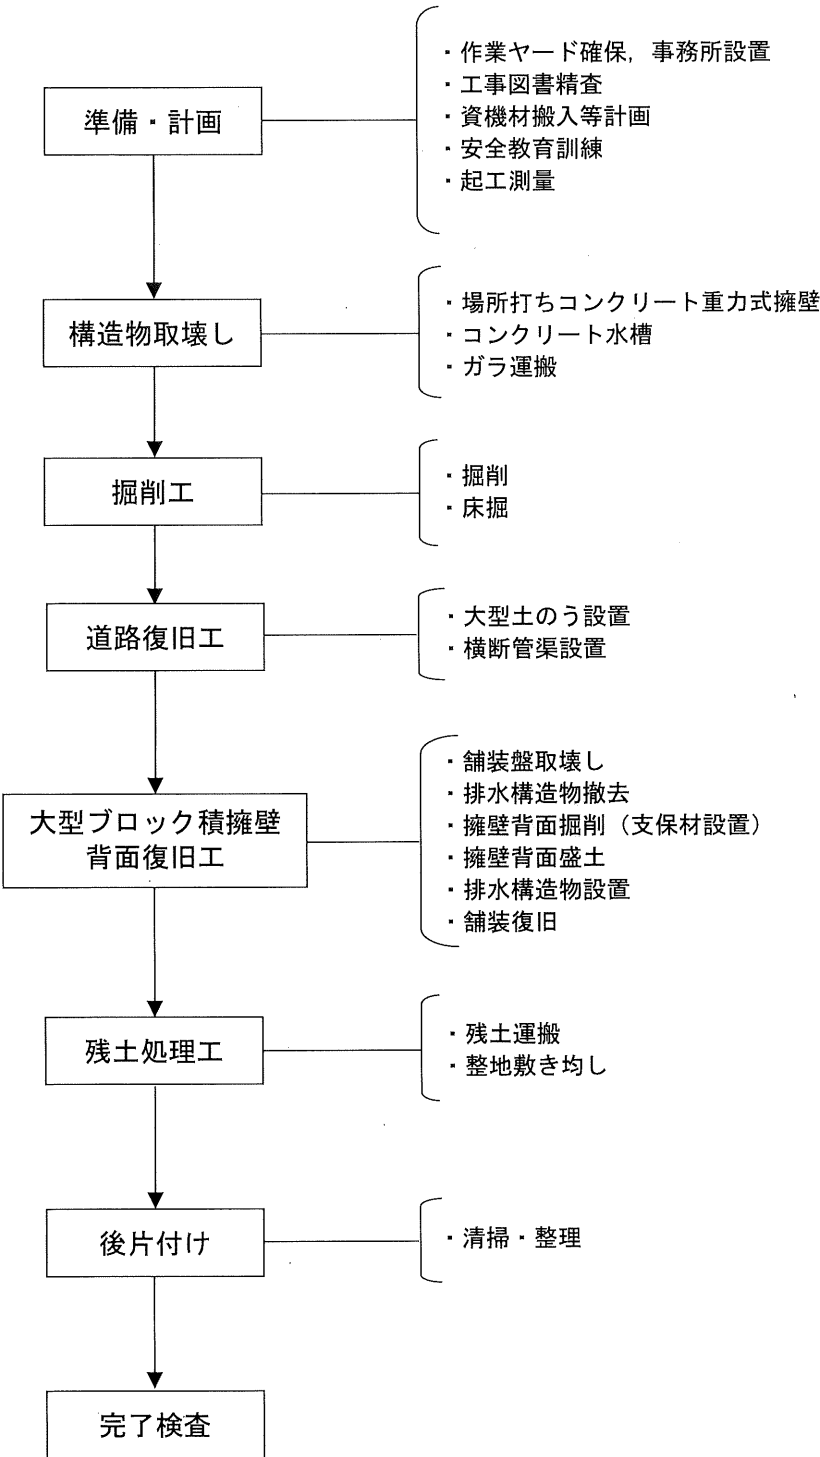 準備・計画
・作業ヤード確保，事務所設置
・工事図書精査
・資機材搬入等計画
・安全教育訓練
・起工測量
構造物取壊し
・場所打ちコンクリート重力式擁壁
・コンクリート水槽
・ガラ運搬
掘削工
・掘削
・床掘
道路復旧工
・大型土のう設置
・横断管渠設置
大型ブロック積擁壁
背面復旧工
・舗装盤取壊し
・排水構造物撤去
・擁壁背面掘削（支保材設置）
・擁壁背面盛土
・排水構造物設置
・舗装復旧
残土処理工
・残土運搬
・整地敷き均し
後片付け
・清掃・整理
完了検査